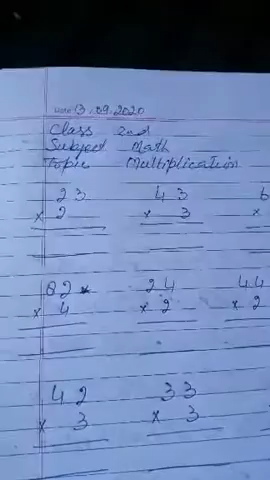 Date 3.09.2020
Class 2nd
Subject Math
Topic Multiplication
23 43 6
× 2 × 3 ×
82 24 44
× 4 × 2 × 2
42 33
× 3 × 3